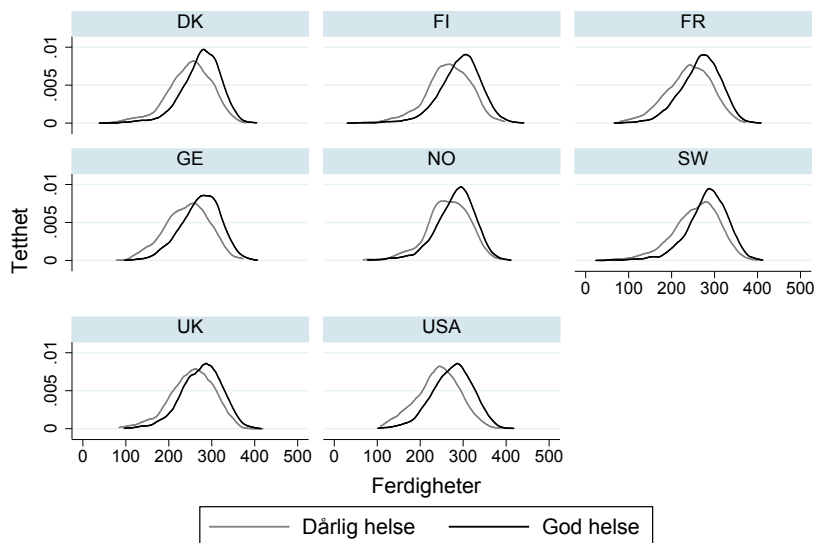 DK FI FR
0 .005 .01
GE NO SW
0 .005 .01
0 100 200 300 400 500
UK USA
0 .005 .01
0 100 200 300 400 500 0 100 200 300 400 500
Tetthet
Ferdigheter
Dårlig helse God helse